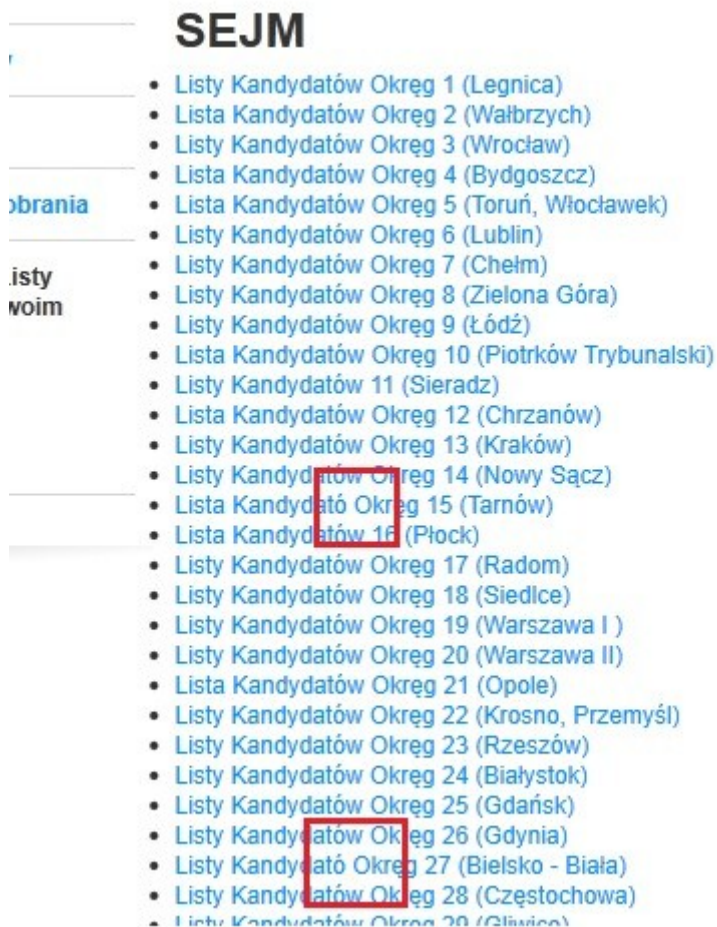 SEJM
Listy Kandydatów Okręg 1 (Legnica)
Lista Kandydatów Okręg 2 (Wałbrzych)
Listy Kandydatów Okręg 3 (Wrocław)
Lista Kandydatów Okręg 4 (Bydgoszcz)
obrania
Lista Kandydatów Okręg 5 (Toruń, Włocławek)
Listy Kandydatów Okręg 6 (Lublin)
isty
Listy Kandydatów Okręg 7 (Chełm)
woim
Listy Kandydatów Okręg 8 (Zielona Góra)
Listy Kandydatów Okręg 9 (Łódź)
Lista Kandydatów Okręg 10 (Piotrków Trybunalski)
Listy Kandydatów 11 (Sieradz)
Lista Kandydatów Okręg 12 (Chrzanów)
Listy Kandydatów Okręg 13 (Kraków)
Listy Kandydatów Okręg 14 (Nowy Sącz)
Lista Kandydató Okręg 15 (Tarnów)
Lista Kandydatów 16 (Płock)
Listy Kandydatów Okręg 17 (Radom)
Listy Kandydatów Okręg 18 (Siedlce)
Listy Kandydatów Okręg 19 (Warszawa I )
Listy Kandydatów Okręg 20 (Warszawa II)
Lista Kandydatów Okręg 21 (Opole)
Listy Kandydatów Okręg 22 (Krosno, Przemyśl)
Listy Kandydatów Okręg 23 (Rzeszów)
Listy Kandydatów Okręg 24 (Białystok)
Listy Kandydatów Okręg 25 (Gdańsk)
Listy Kandydatów Okręg 26 (Gdynia)
Listy Kandydató Okręg 27 (Bielsko - Biała)
Listy Kandydatów Okręg 28 (Częstochowa)
Listy Kandydatów Okręg 29 (Gliwice)